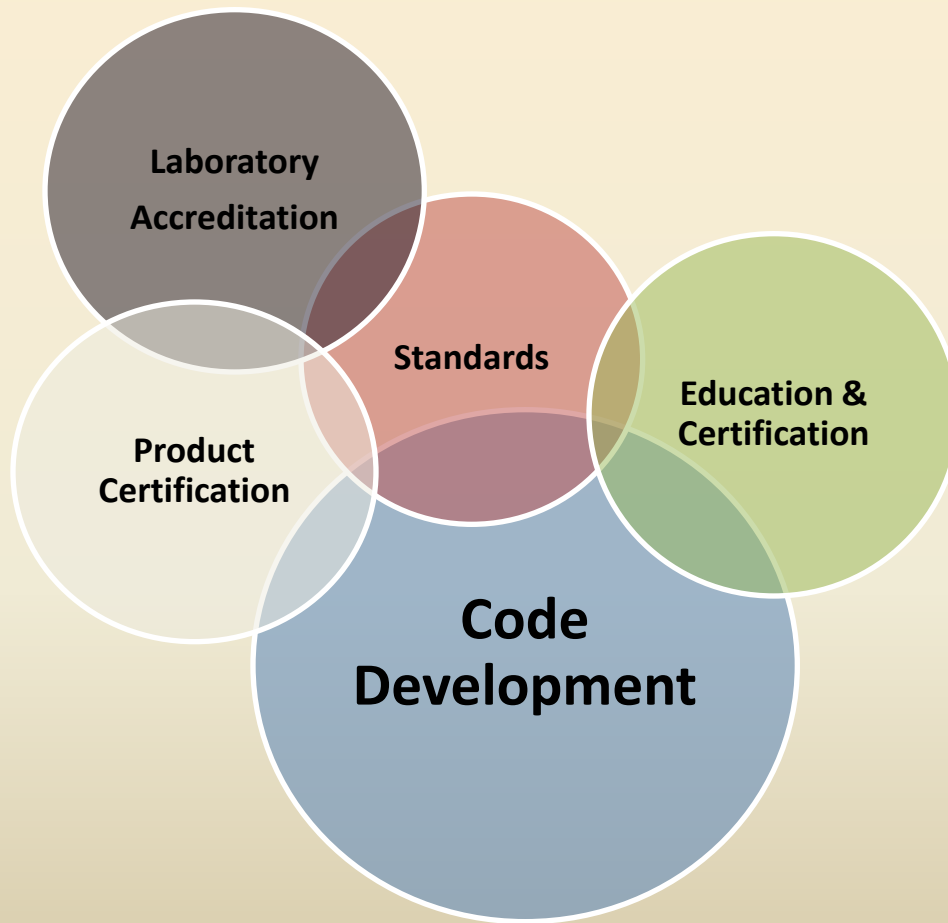 Laboratory
Accreditation
Standards
Education &
Certification
Product
Certification
Code
Development